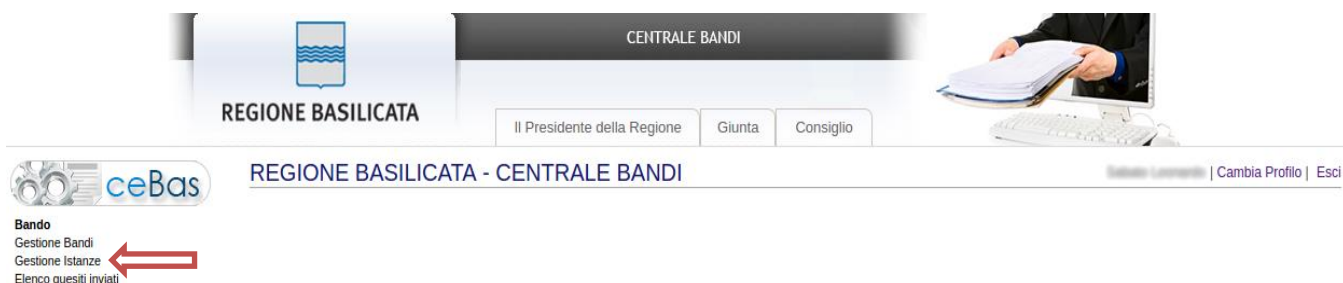 CENTRALE BANDI
REGIONE BASILICATA
Il Presidente della Regione Giunta Consiglio
ceBas
REGIONE BASILICATA - CENTRALE BANDI
| Cambia Profilo | Esci
Bando
Gestione Bandi
Gestione Istanze
Elenco quesiti inviati